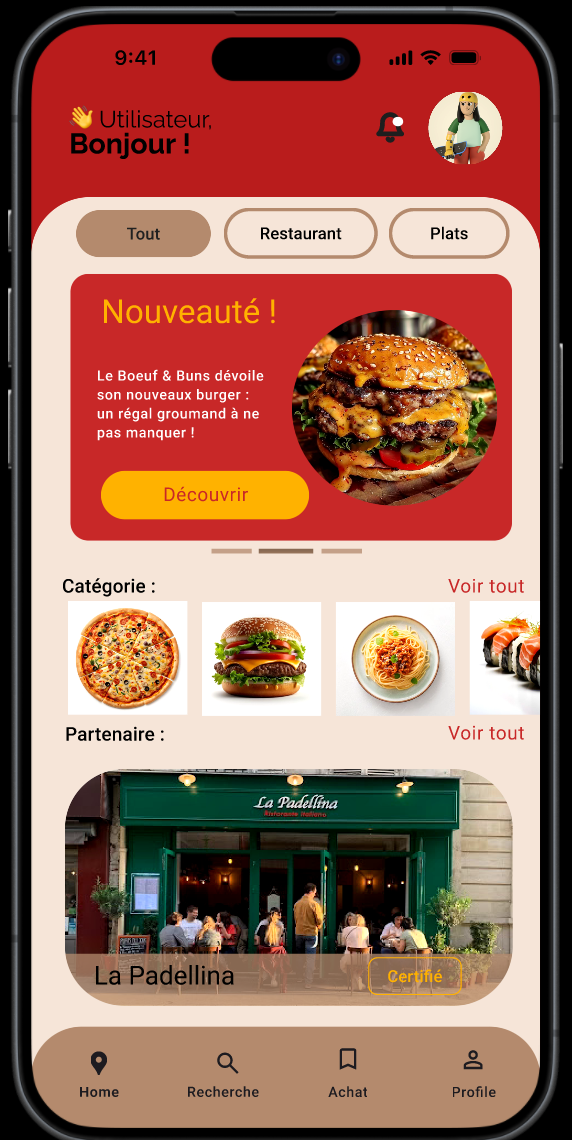 9:41
👋 Utilisateur,
Bonjour !
Tout
Restaurant
Plats
Nouveauté !
Le Boeuf & Buns dévoile
son nouveaux burger :
un régal groumand à ne
pas manquer !
Découvrir
Catégorie :
Voir tout
Partenaire :
Voir tout
La Padellina
Ristorante Italiano
La Padellina
Certifié
Home
Recherche
Achat
Profile